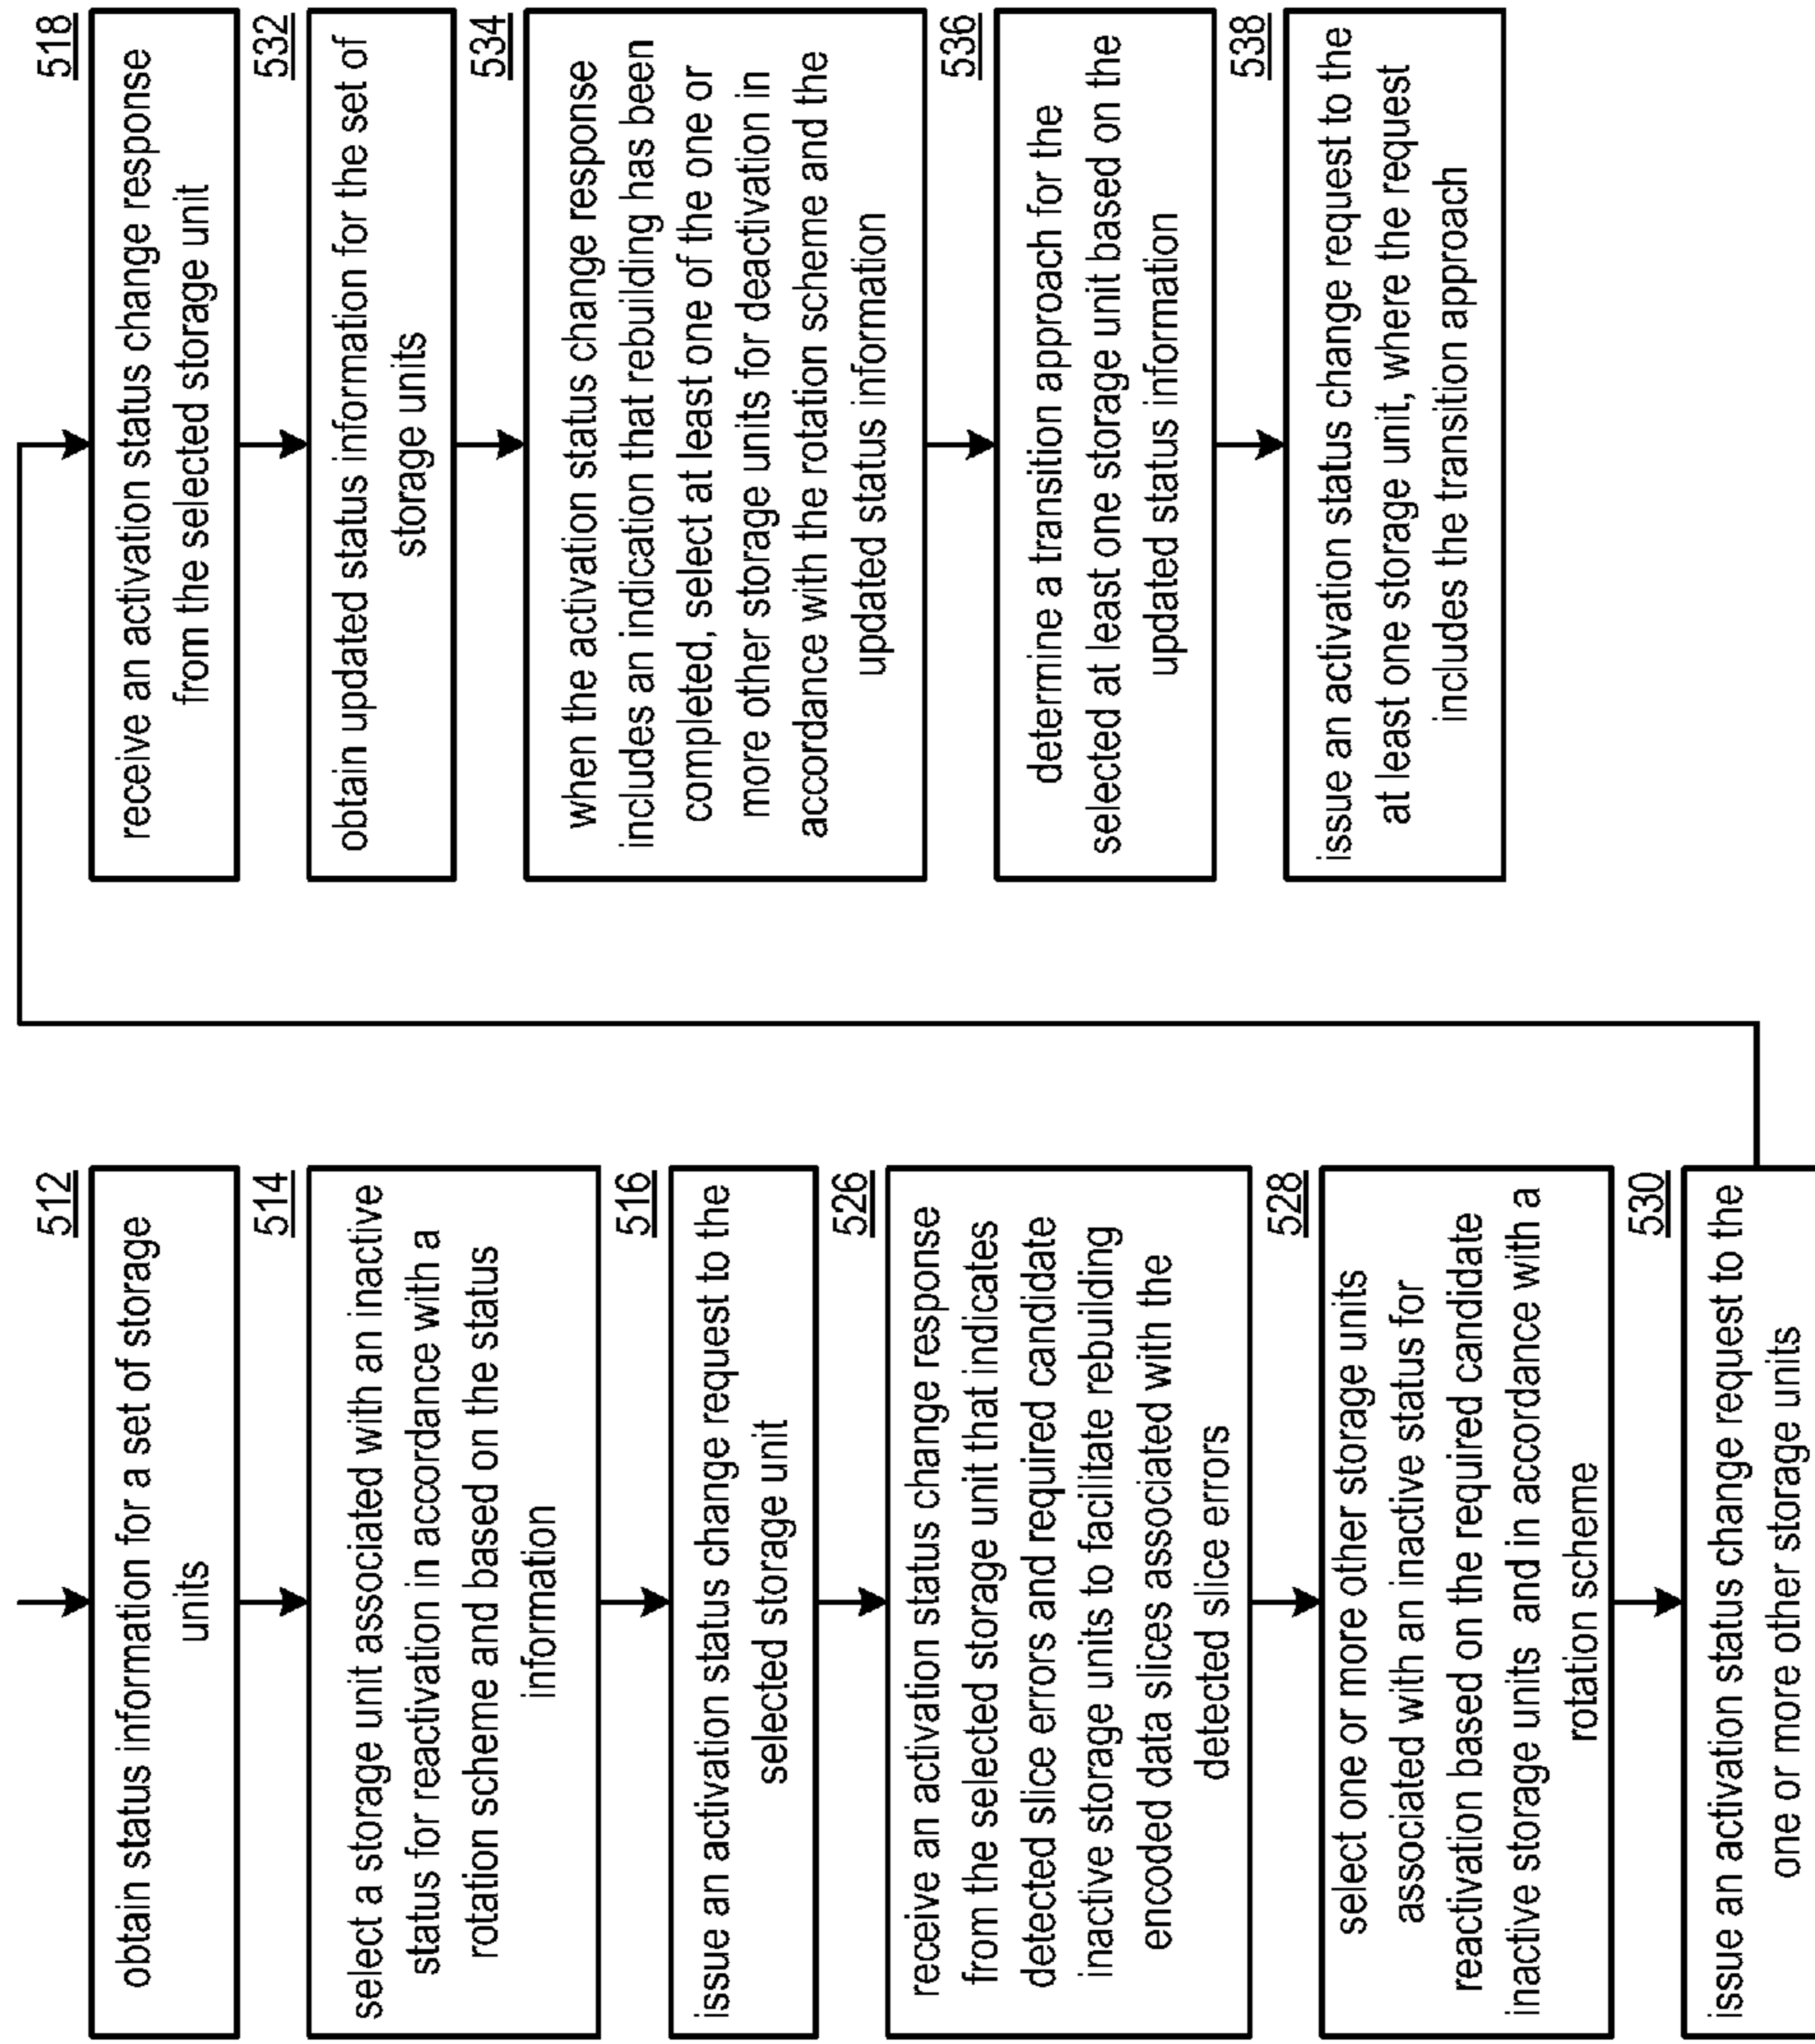 512
obtain status information for a set of storage
units
514
select a storage unit associated with an inactive
status for reactivation in accordance with a
rotation scheme and based on the status
information
516
issue an activation status change request to the
selected storage unit
526
receive an activation status change response
from the selected storage unit that indicates
detected slice errors and required candidate
inactive storage units to facilitate rebuilding
encoded data slices associated with the
detected slice errors
528
select one or more other storage units
associated with an inactive status for
reactivation based on the required candidate
inactive storage units and in accordance with a
rotation scheme
530
issue an activation status change request to the
one or more other storage units
518
receive an activation status change response
from the selected storage unit
532
obtain updated status information for the set of
storage units
534
when the activation status change response
includes an indication that rebuilding has been
completed, select at least one of the one or
more other storage units for deactivation in
accordance with the rotation scheme and the
updated status information
536
determine a transition approach for the
selected at least one storage unit based on the
updated status information
538
issue an activation status change request to the
at least one storage unit, where the request
includes the transition approach